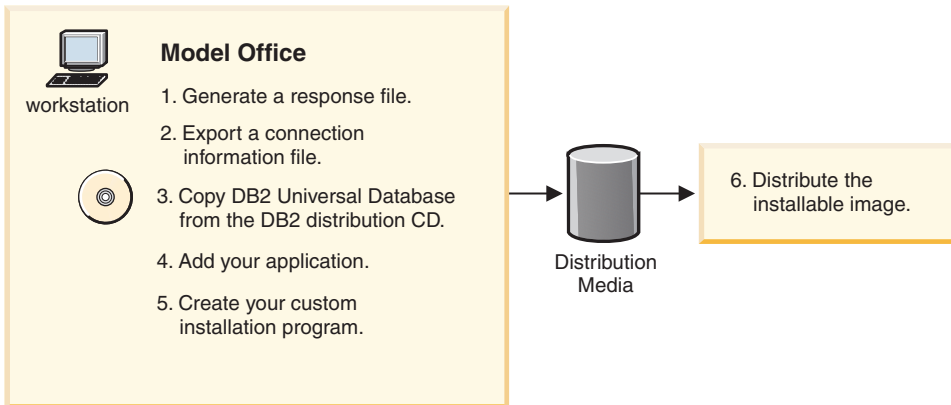 Model Office
workstation
1. Generate a response file.
2. Export a connection
information file.
3. Copy DB2 Universal Database
from the DB2 distribution CD.
4. Add your application.
5. Create your custom
installation program.
Distribution
Media
6. Distribute the
installable image.